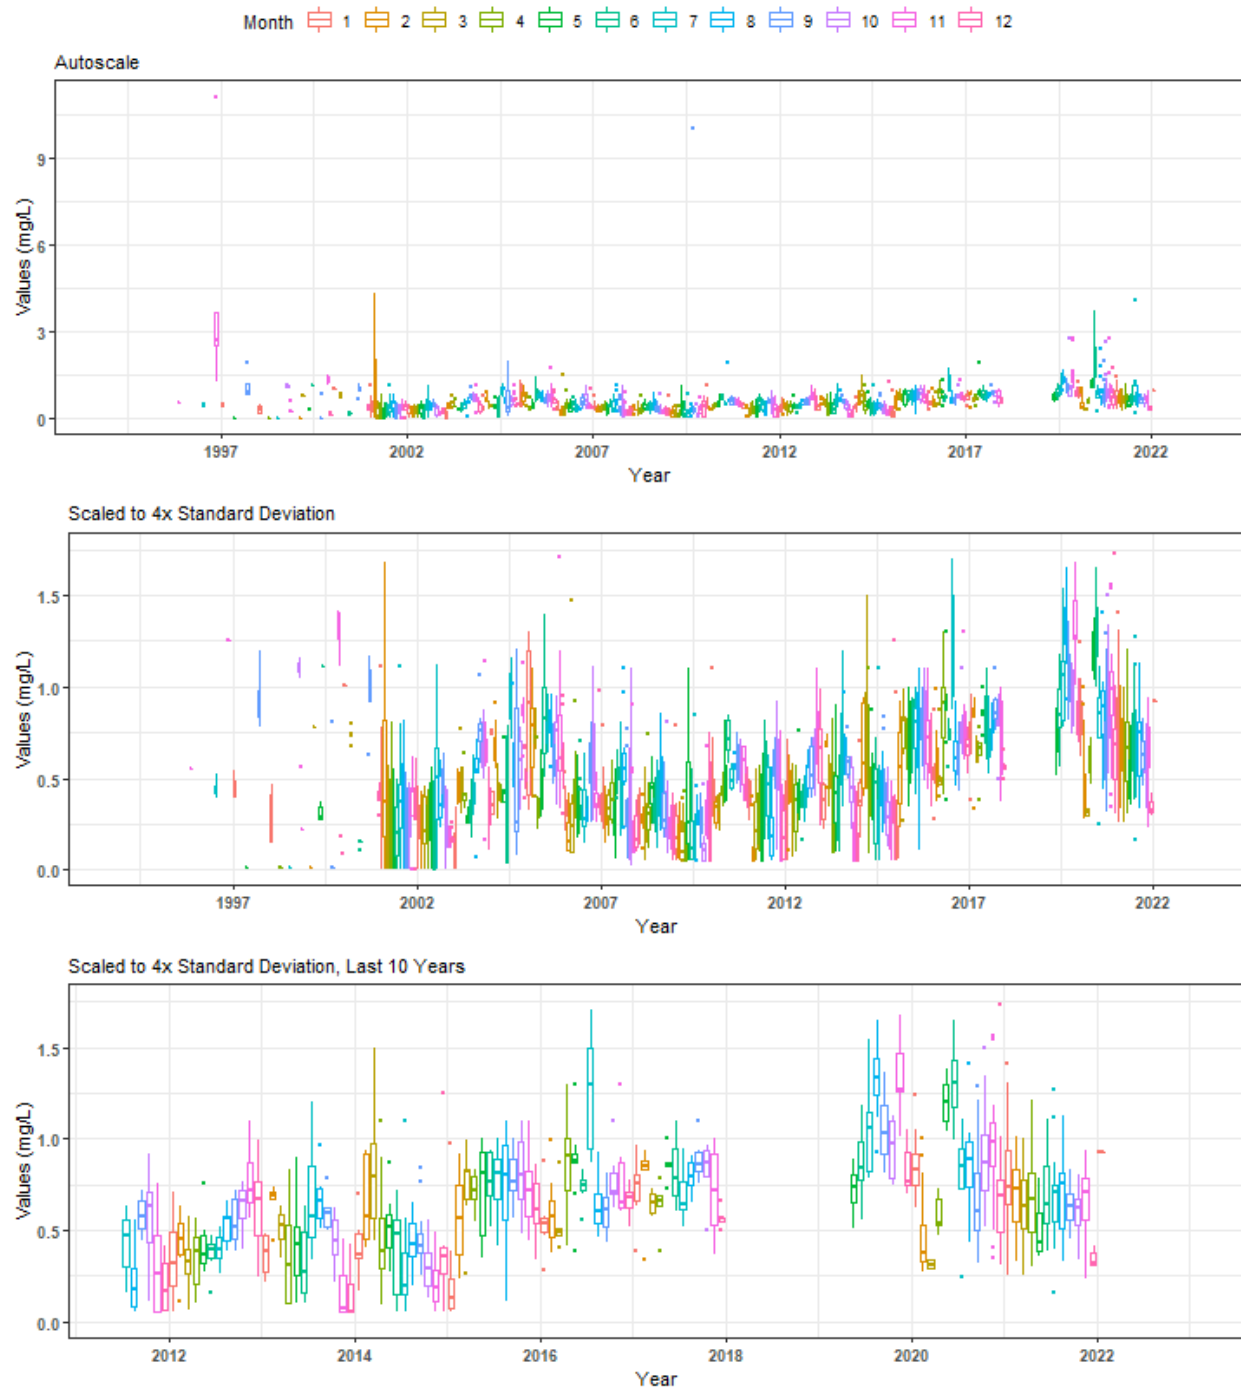 Month 1 2 3 4 5 6 7 8 9 10 11 12
Autoscale
Values (mg/L)
9
6
3
0
1997 2002 2007 2012 2017 2022
Year
Scaled to 4x Standard Deviation
Values (mg/L)
1.5
1.0
0.5
0.0
1997 2002 2007 2012 2017 2022
Year
Scaled to 4x Standard Deviation, Last 10 Years
Values (mg/L)
1.5
1.0
0.5
0.0
2012 2014 2016 2018 2020 2022
Year